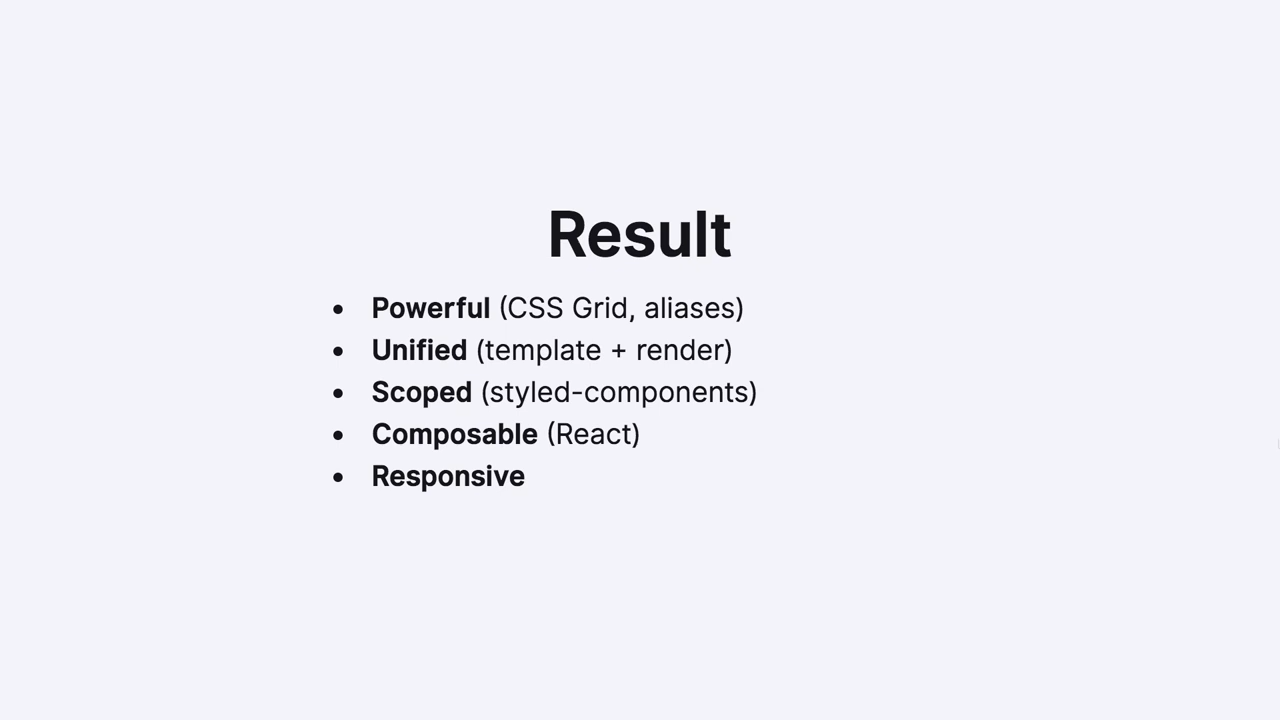 Result
• Powerful (CSS Grid, aliases)
• Unified (template + render)
• Scoped (styled-components)
• Composable (React)
• Responsive